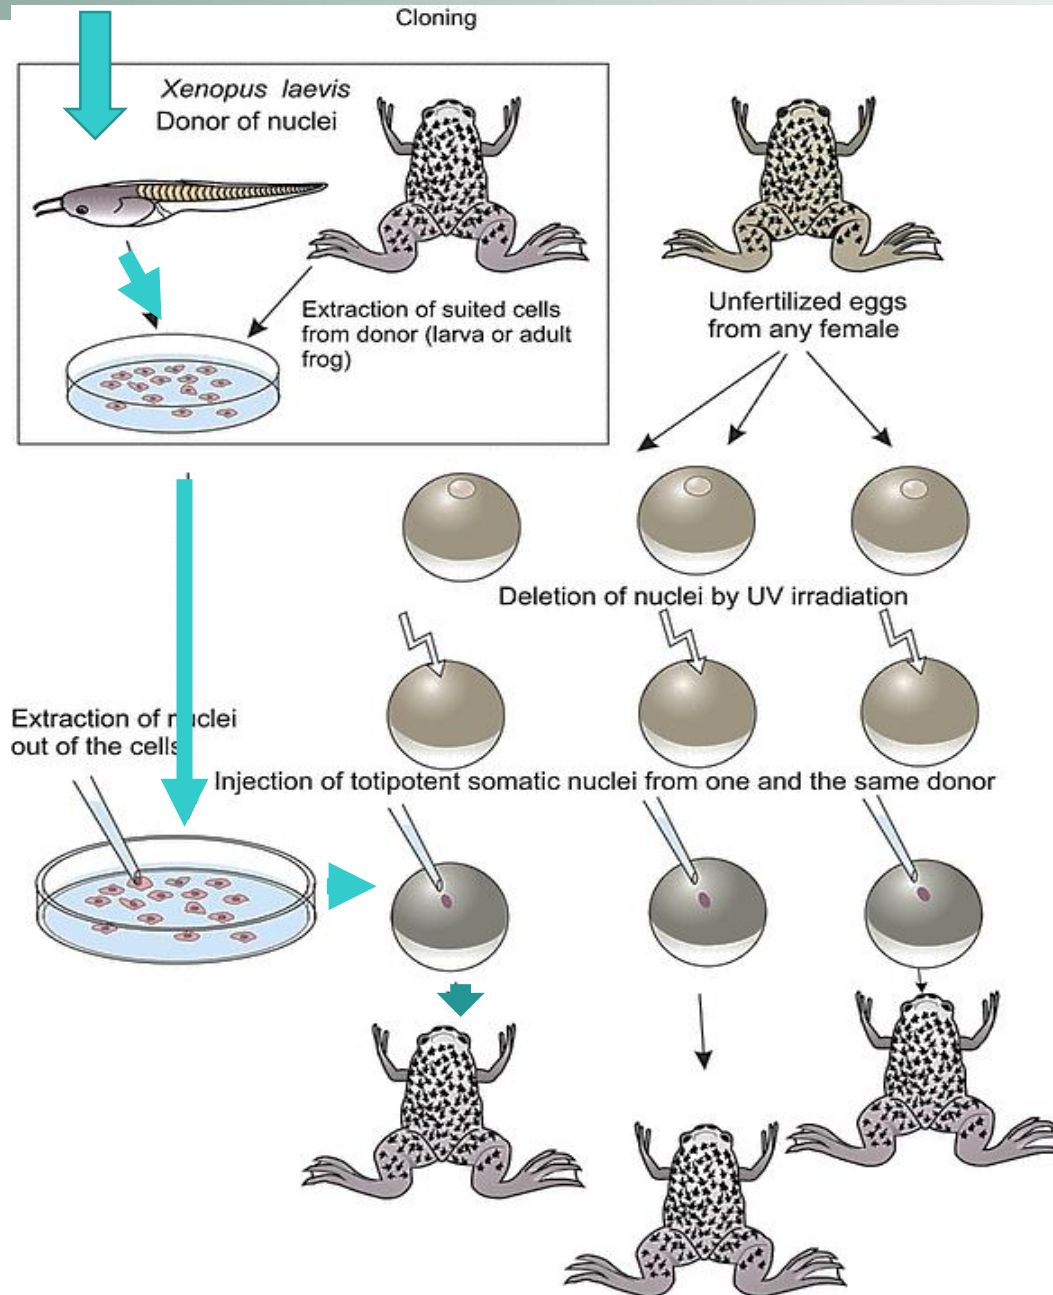 Cloning
Xenopus laevis
Donor of nuclei
Extraction of suited cells
from donor (larva or adult
frog)
Unfertilized eggs
from any female
Deletion of nuclei by UV irradiation
Extraction of nuclei
out of the cells
Injection of totipotent somatic nuclei from one and the same donor